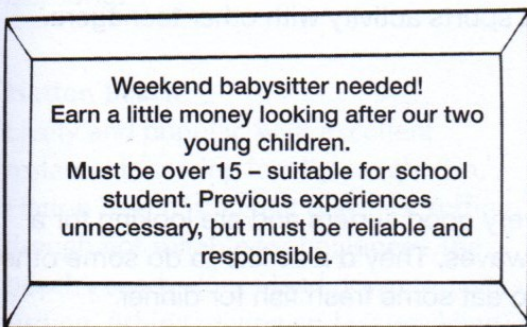 Weekend babysitter needed!
Earn a little money looking after our two
young children.
Must be over 15 – suitable for school
student. Previous experiences
unnecessary, but must be reliable and
responsible.